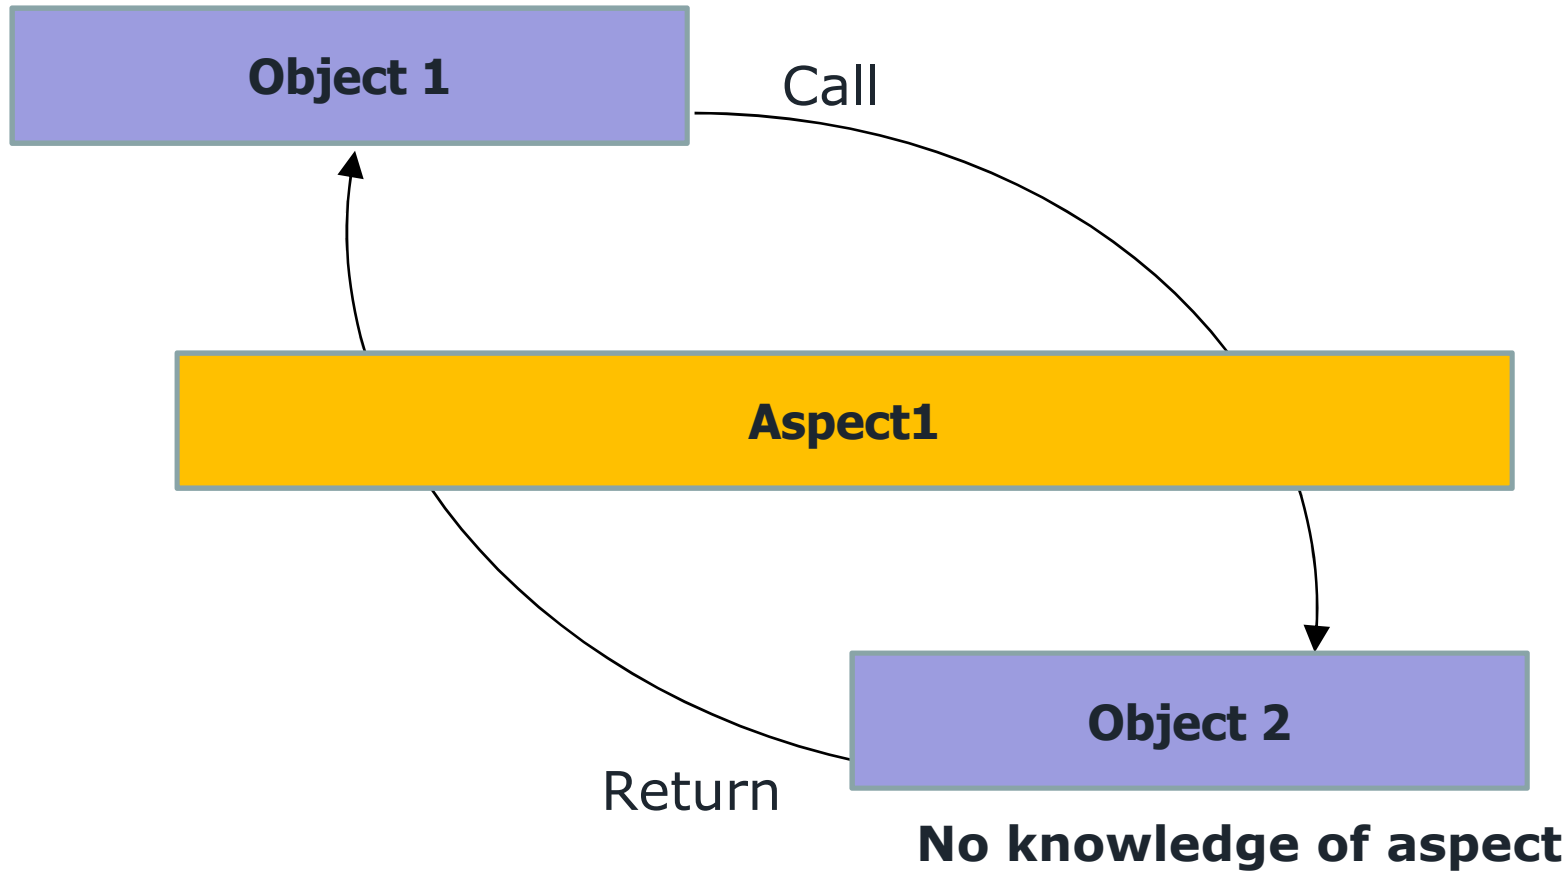 Object 1
Call
Aspect1
Object 2
Return
No knowledge of aspect